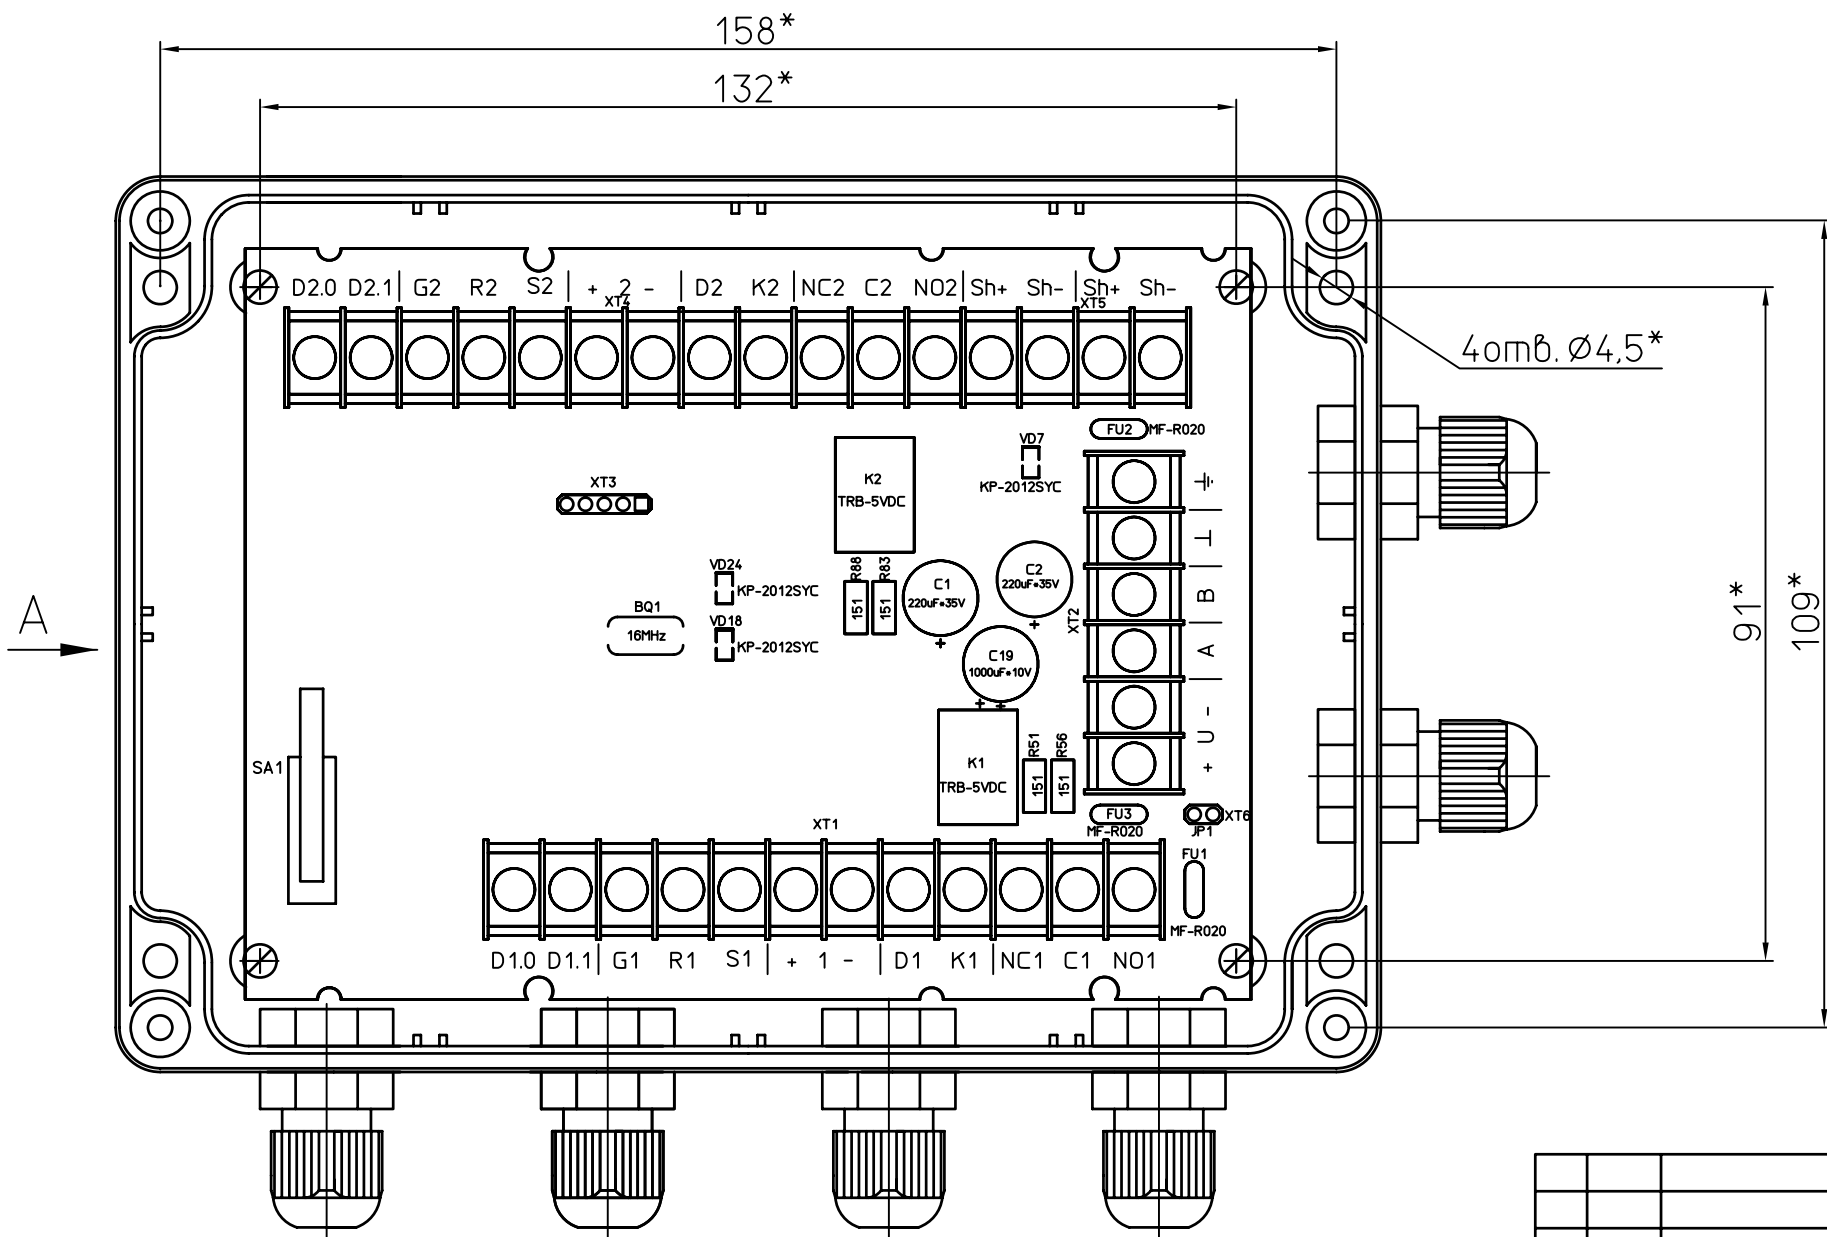 158*
132*
D2.0 D2.1 G2 R2 S2 + 2 - D2 K2 NC2 C2 NO2 Sh+ Sh- Sh+ Sh-
XT4 XT5
4отв. Ø4,5*
FU2 MF-R020
VD7
KP-2012SYC
K2
TRB-5VDC
XT3
R88 R83
151 151
VD24
KP-2012SYC
BQ1
16MHz
VD18
KP-2012SYC
C1
220uF*35V
+
C2
220uF*35V
+
C19
1000uF*10V
+ +
XT2
⊥
B
A
+ U -
A
91*
109*
SA1
K1
TRB-5VDC
R51 R56
151 151
FU3
MF-R020
JP1
XT6
XT1
FU1
MF-R020
D1.0 D1.1 G1 R1 S1 + 1 - D1 K1 NC1 C1 NO1